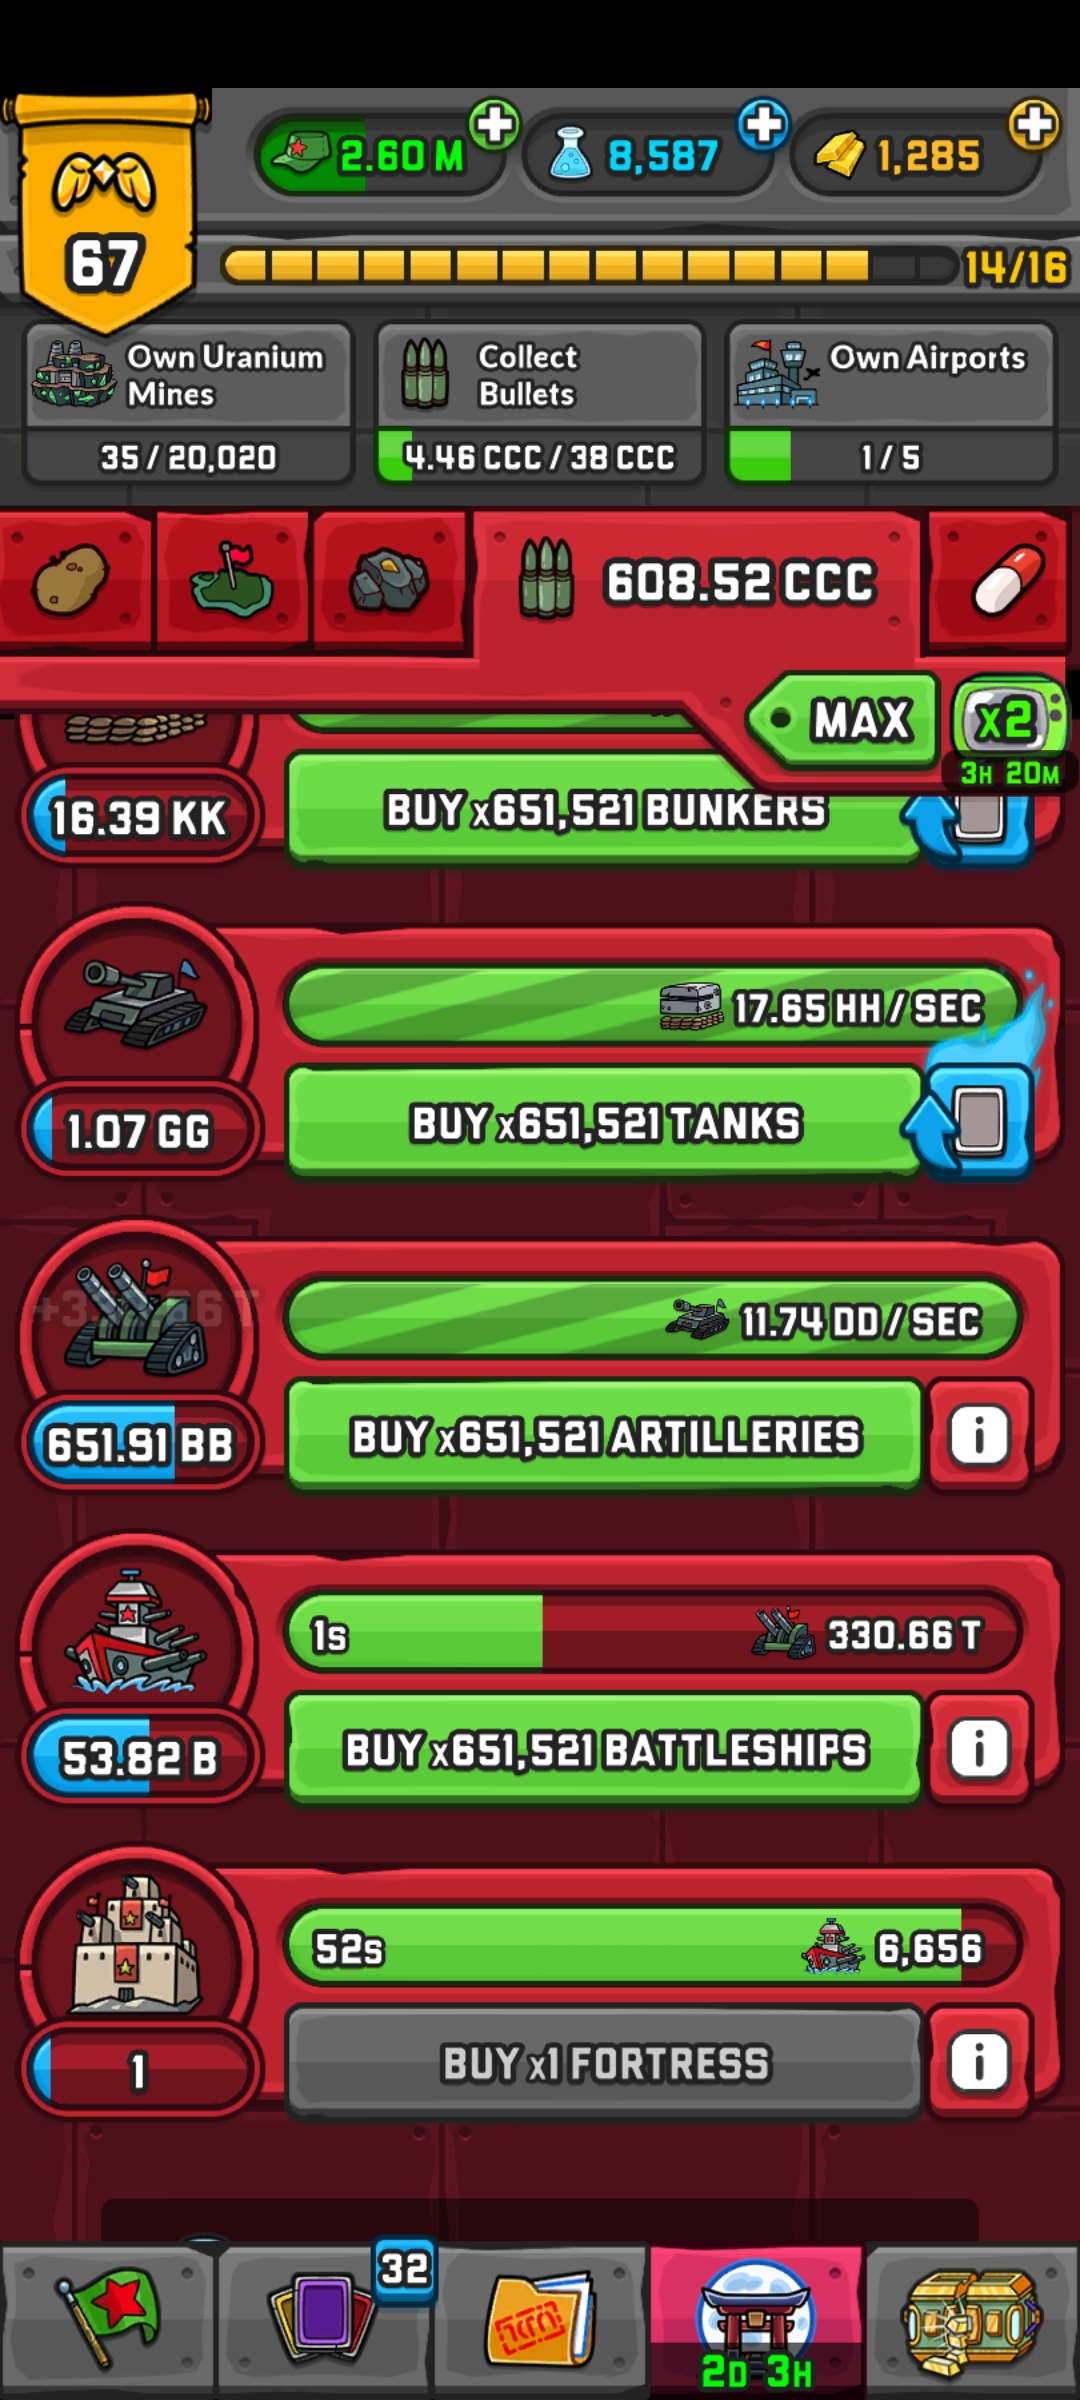 67
2.60 M
8,587
1,285
14/16
Own Uranium
Mines
35 / 20,020
Collect
Bullets
4.46 CCC / 38 CCC
Own Airports
1 / 5
608.52 CCC
MAX
x2
3H 20M
16.39 KK
BUY x651,521 BUNKERS
17.65 HH / SEC
1.07 GG
BUY x651,521 TANKS
11.74 DD / SEC
651.91 BB
BUY x651,521 ARTILLERIES
1s
330.66 T
53.82 B
BUY x651,521 BATTLESHIPS
52s
6,656
1
BUY x1 FORTRESS
32
2D 3H